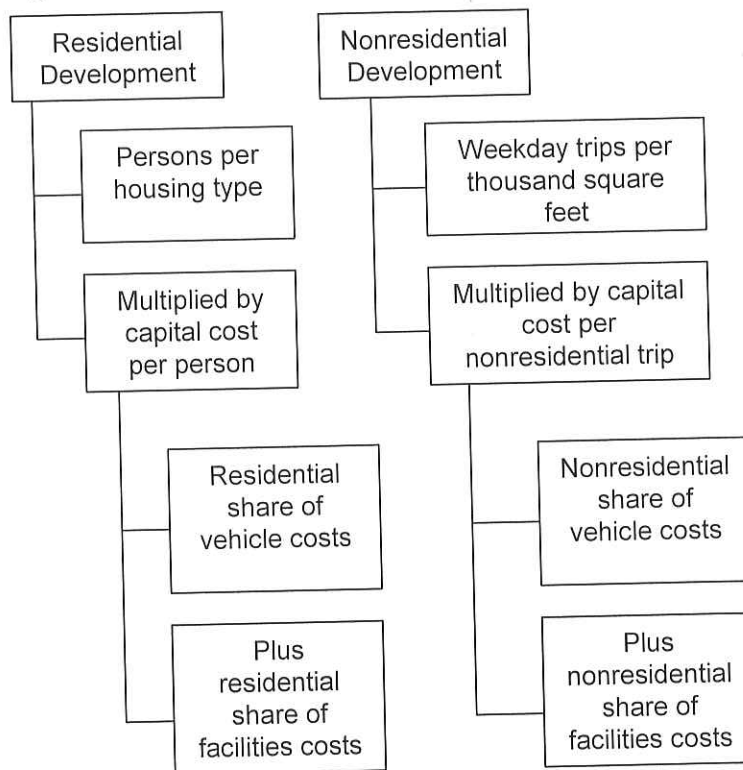 Residential
Development
Nonresidential
Development
Persons per
housing type
Weekday trips per
thousand square
feet
Multiplied by
capital cost
per person
Multiplied by capital
cost per
nonresidential trip
Residential
share of
vehicle costs
Nonresidential
share of
vehicle costs
Plus
residential
share of
facilities costs
Plus
nonresidential
share of
facilities costs